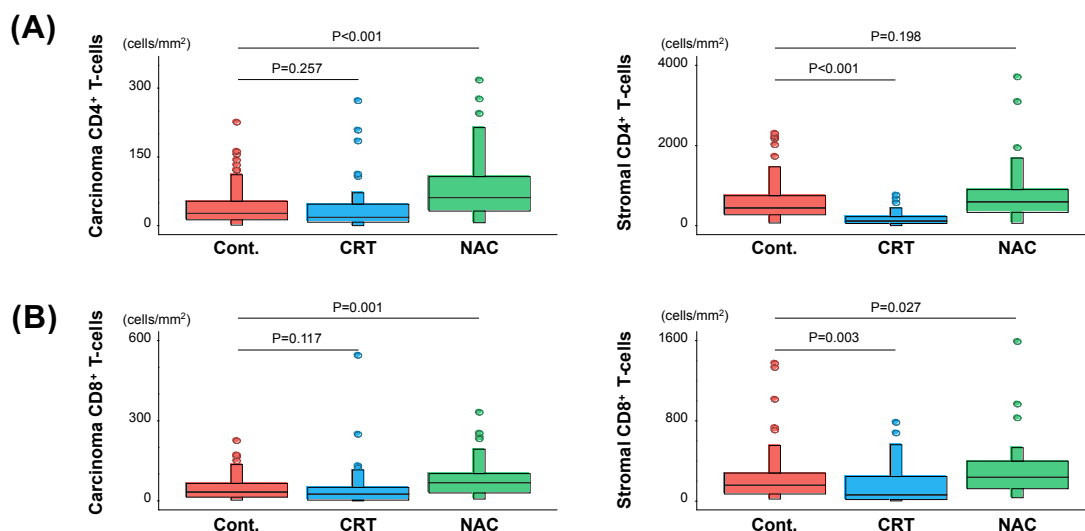 (A)
(cells/mm²)
P<0.001
P=0.257
Carcinoma CD4⁺ T-cells
300
150
0
Cont.
CRT
NAC
(cells/mm²)
P=0.198
P<0.001
Stromal CD4⁺ T-cells
4000
2000
0
Cont.
CRT
NAC
(B)
(cells/mm²)
P=0.001
P=0.117
Carcinoma CD8⁺ T-cells
600
300
0
Cont.
CRT
NAC
(cells/mm²)
P=0.027
P=0.003
Stromal CD8⁺ T-cells
1600
800
0
Cont.
CRT
NAC